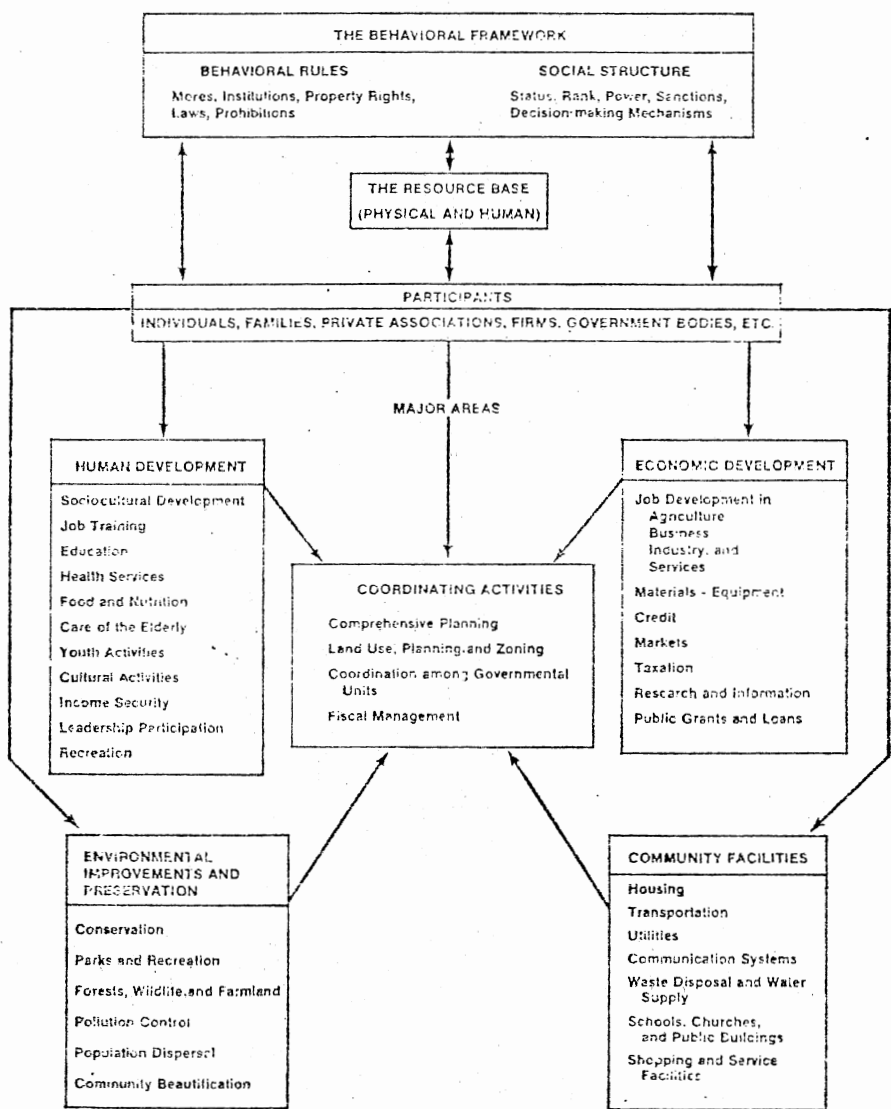 THE BEHAVIORAL FRAMEWORK
BEHAVIORAL RULES
Mores, Institutions, Property Rights,
Laws, Prohibitions
SOCIAL STRUCTURE
Status, Rank, Power, Sanctions,
Decision-making Mechanisms
THE RESOURCE BASE
(PHYSICAL AND HUMAN)
PARTICIPANTS
INDIVIDUALS, FAMILIES, PRIVATE ASSOCIATIONS, FIRMS, GOVERNMENT BODIES, ETC.
MAJOR AREAS
HUMAN DEVELOPMENT
Sociocultural Development
Job Training
Education
Health Services
Food and Nutrition
Care of the Elderly
Youth Activities
Cultural Activities
Income Security
Leadership Participation
Recreation
COORDINATING ACTIVITIES
Comprehensive Planning
Land Use, Planning and Zoning
Coordination among Governmental
Units
Fiscal Management
ECONOMIC DEVELOPMENT
Job Development in
Agriculture
Business
Industry, and
Services
Materials - Equipment
Credit
Markets
Taxation
Research and Information
Public Grants and Loans
ENVIRONMENTAL
IMPROVEMENTS AND
PRESERVATION
Conservation
Parks and Recreation
Forests, Wildlife, and Farmland
Pollution Control
Population Dispersal
Community Beautification
COMMUNITY FACILITIES
Housing
Transportation
Utilities
Communication Systems
Waste Disposal and Water
Supply
Schools, Churches,
and Public Buildings
Shopping and Service
Facilities